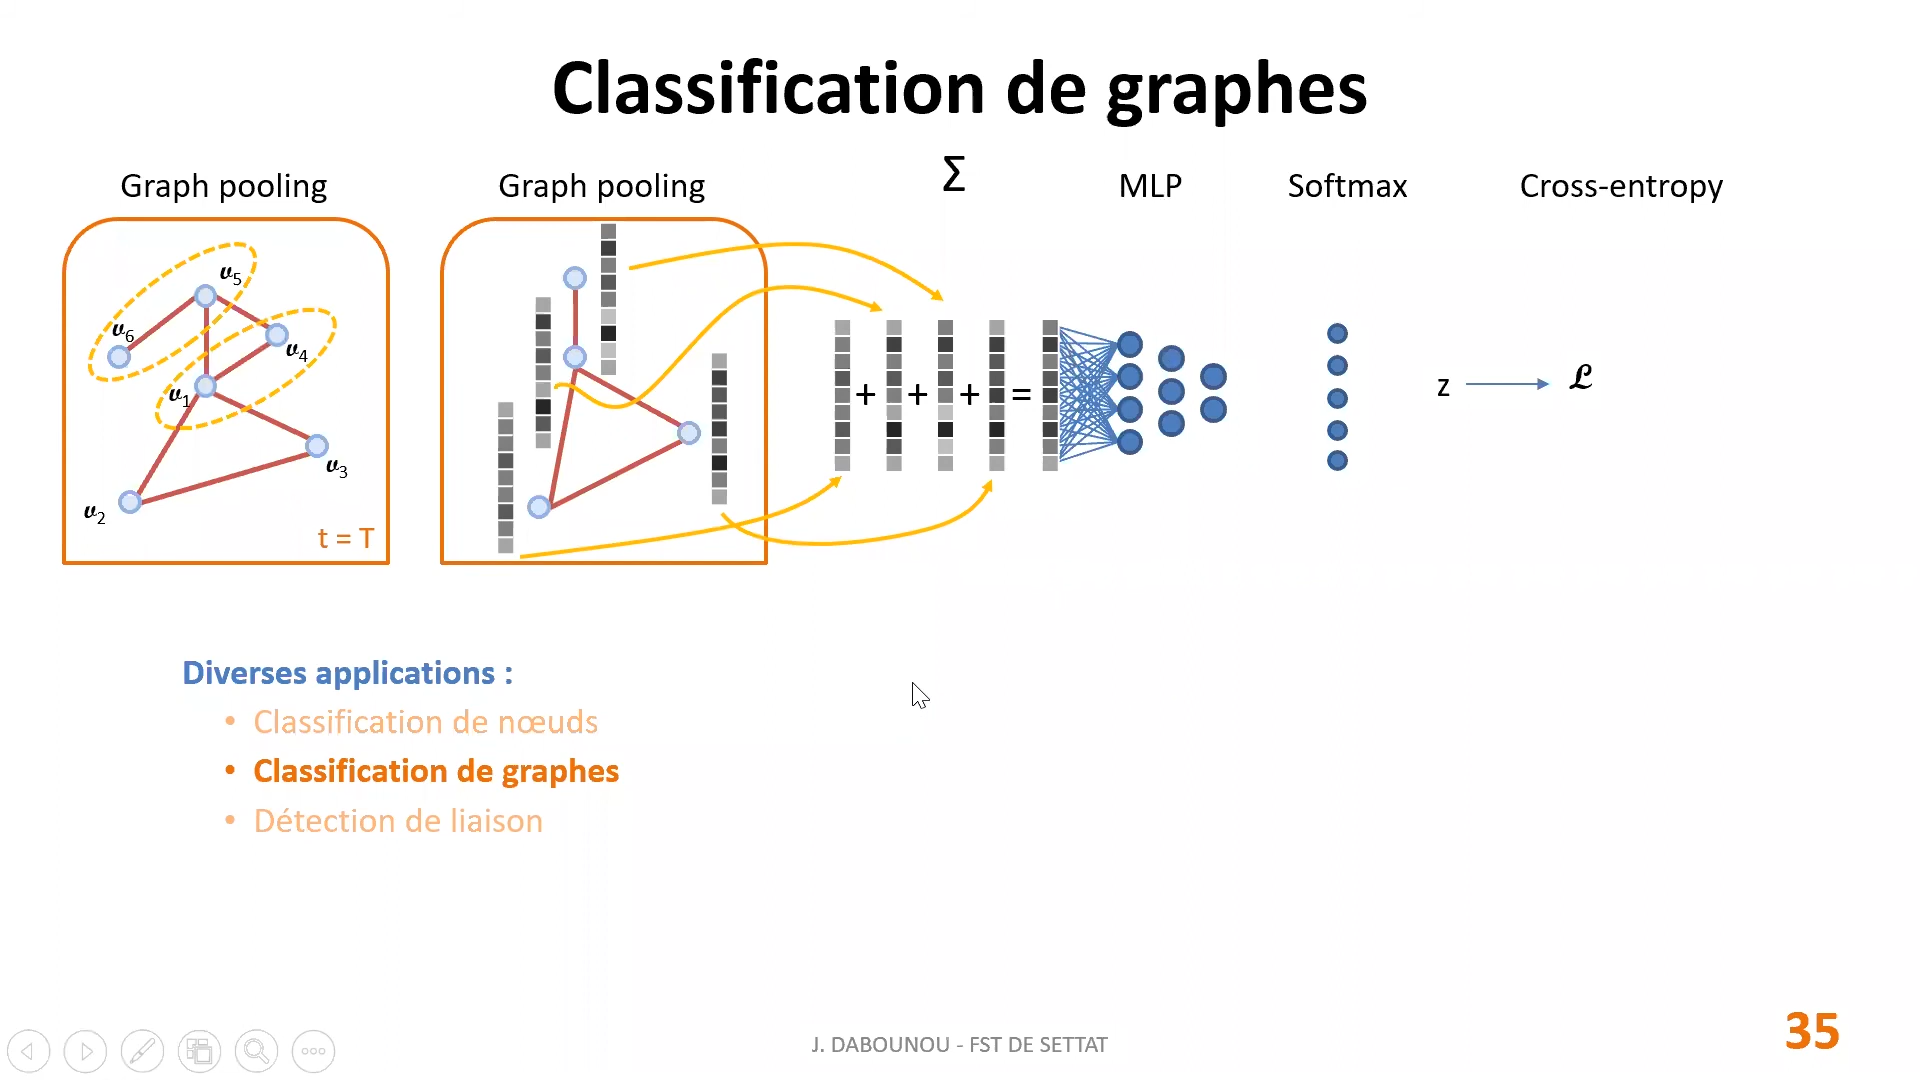 Classification de graphes
Graph pooling
Graph pooling
Σ
MLP
Softmax
Cross-entropy
v5
v6
v4
v1
v3
v2
t = T
+ + + =
z
ℒ
Diverses applications :
• Classification de nœuds
• Classification de graphes
• Détection de liaison
J. DABOUNOU - FST DE SETTAT
35